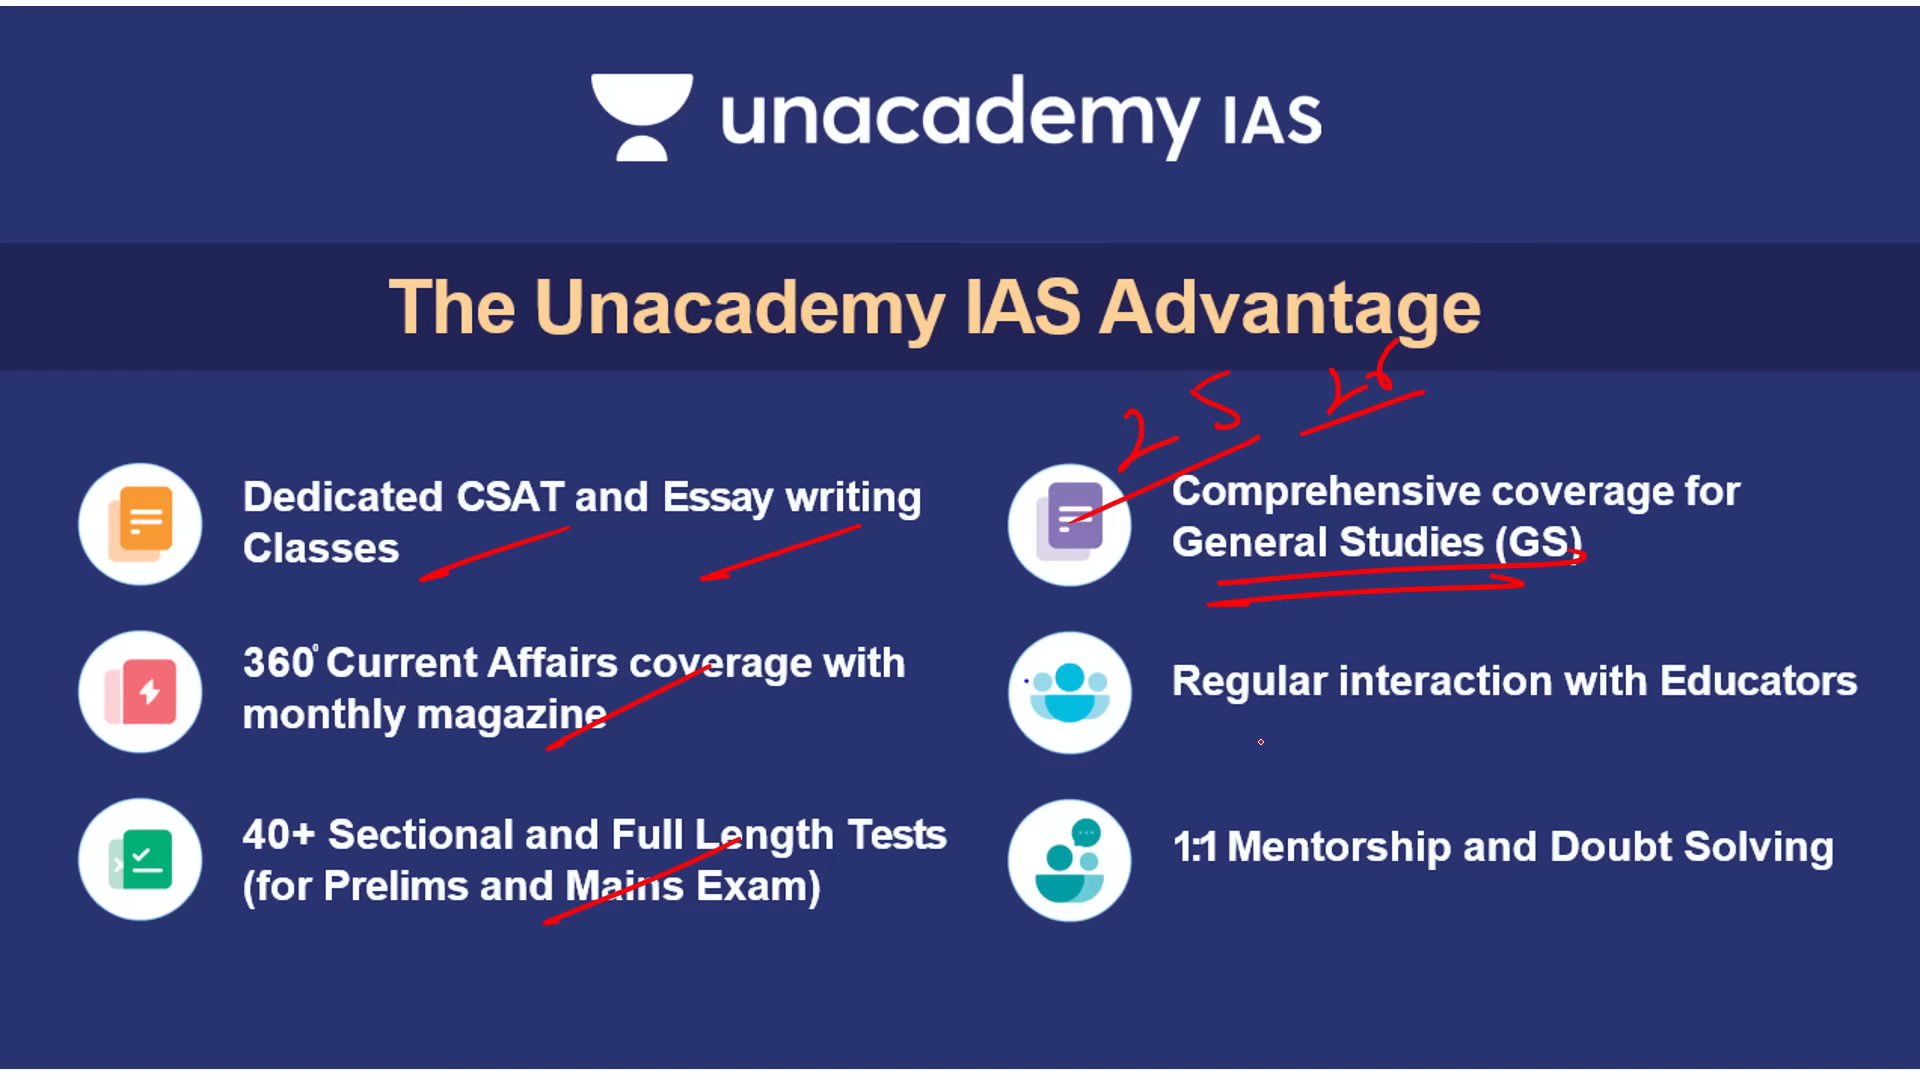 unacademy IAS
The Unacademy IAS Advantage
25 26
Dedicated CSAT and Essay writing
Classes
Comprehensive coverage for
General Studies (GS)
360° Current Affairs coverage with
monthly magazine
Regular interaction with Educators
40+ Sectional and Full Length Tests
(for Prelims and Mains Exam)
1:1 Mentorship and Doubt Solving